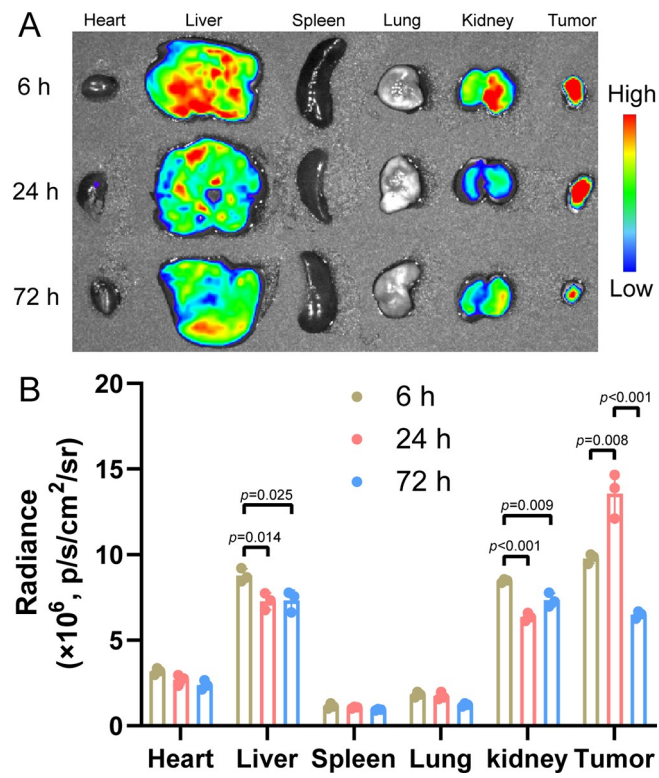 A
Heart Liver Spleen Lung Kidney Tumor
6 h
High
24 h
72 h
Low
B
20
15
10
5
0
Radiance
(×10⁶, p/s/cm²/sr)
6 h
24 h
72 h
p<0.001
p=0.008
p=0.025
p=0.014
p=0.009
p<0.001
Heart Liver Spleen Lung kidney Tumor